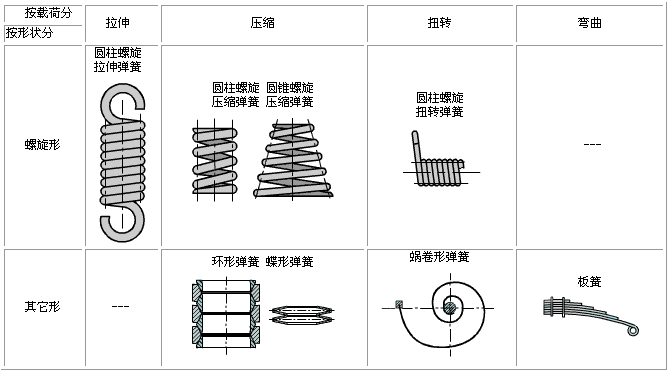 按载荷分
按形状分
拉伸
压缩
扭转
弯曲
螺旋形
圆柱螺旋
拉伸弹簧
圆柱螺旋 圆锥螺旋
压缩弹簧 压缩弹簧
圆柱螺旋
扭转弹簧
---
其它形
---
环形弹簧 蝶形弹簧
蜗卷形弹簧
板簧